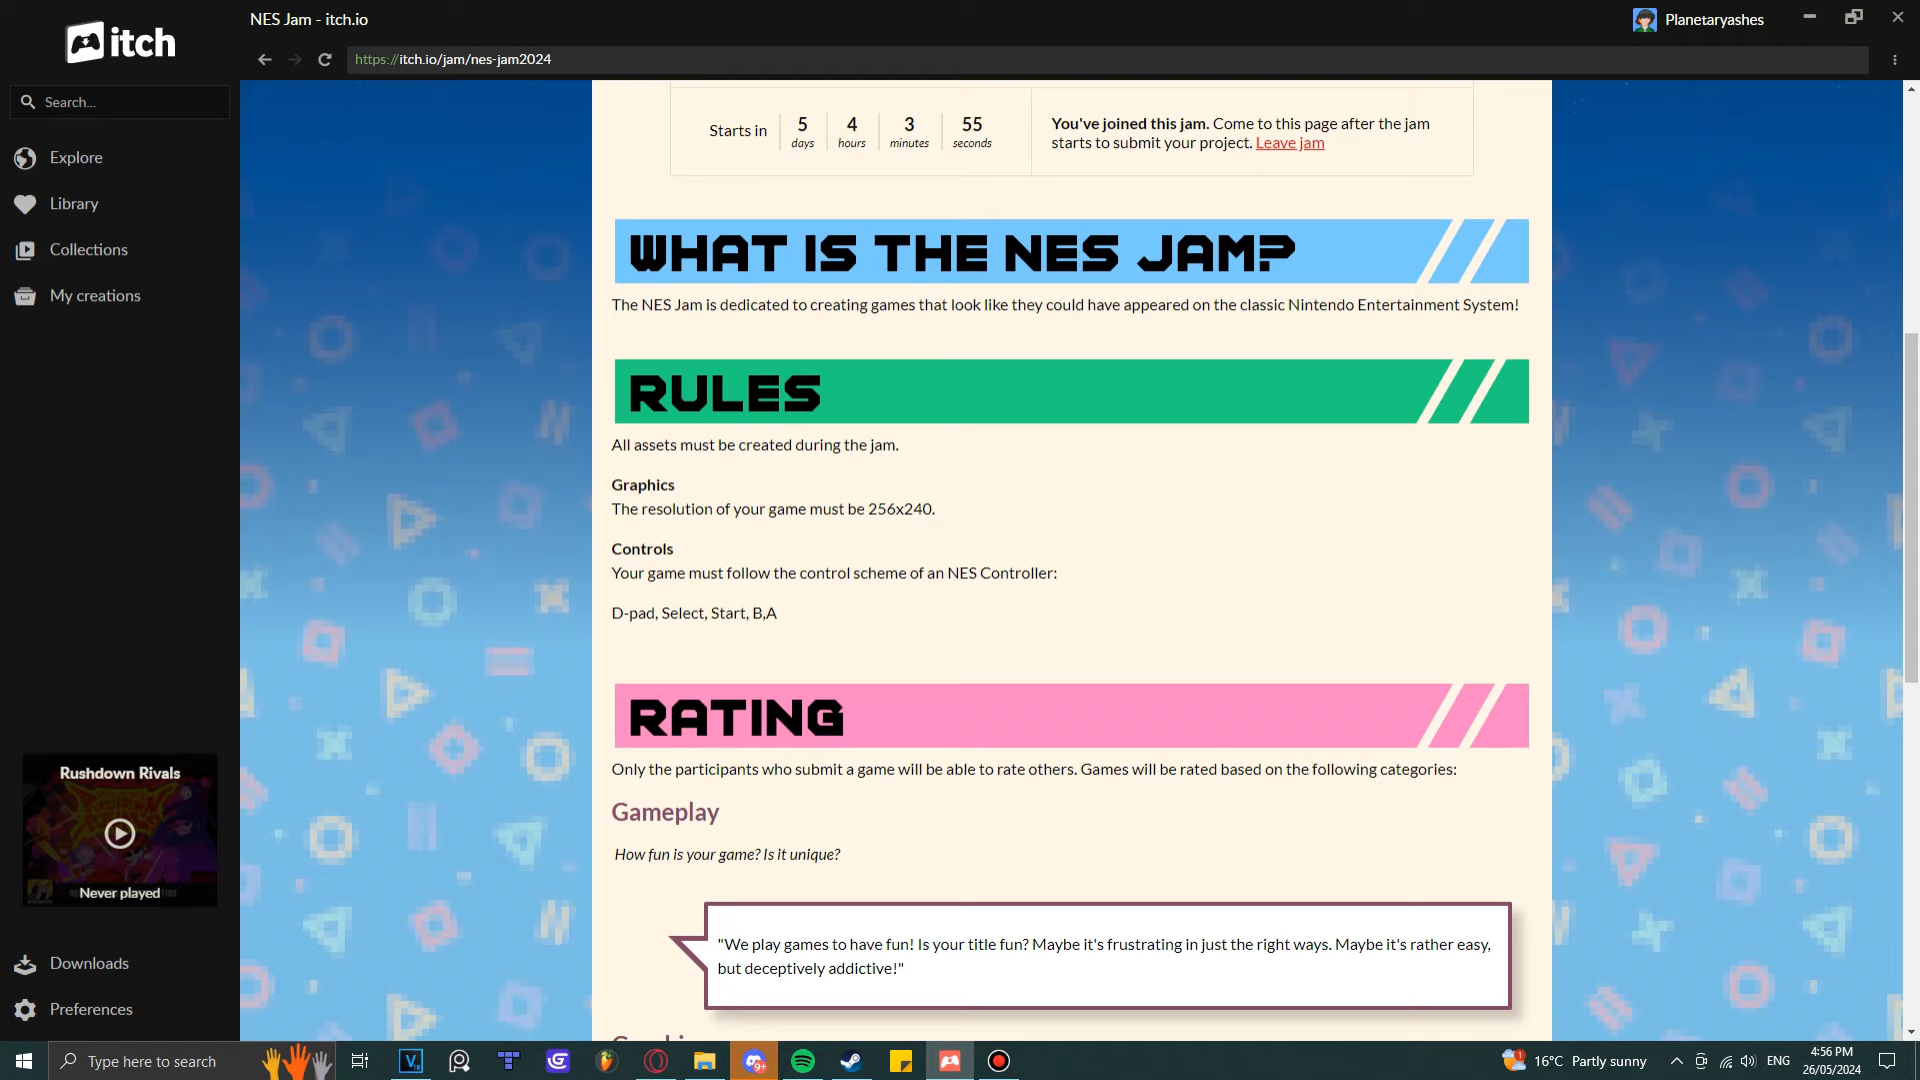 NES Jam - itch.io
Planetaryashes
itch
https://itch.io/jam/nes-jam2024
Search...
Explore
Library
Collections
My creations
Rushdown Rivals
Never played
Downloads
Preferences
Starts in
5 days
4 hours
3 minutes
55 seconds
You've joined this jam. Come to this page after the jam
starts to submit your project. Leave jam
WHAT IS THE NES JAM?
The NES Jam is dedicated to creating games that look like they could have appeared on the classic Nintendo Entertainment System!
RULES
All assets must be created during the jam.
Graphics
The resolution of your game must be 256x240.
Controls
Your game must follow the control scheme of an NES Controller:
D-pad, Select, Start, B,A
RATING
Only the participants who submit a game will be able to rate others. Games will be rated based on the following categories:
Gameplay
How fun is your game? Is it unique?
"We play games to have fun! Is your title fun? Maybe it's frustrating in just the right ways. Maybe it's rather easy,
but deceptively addictive!"
Type here to search
9+
1
16°C Partly sunny
ENG
4:56 PM
26/05/2024